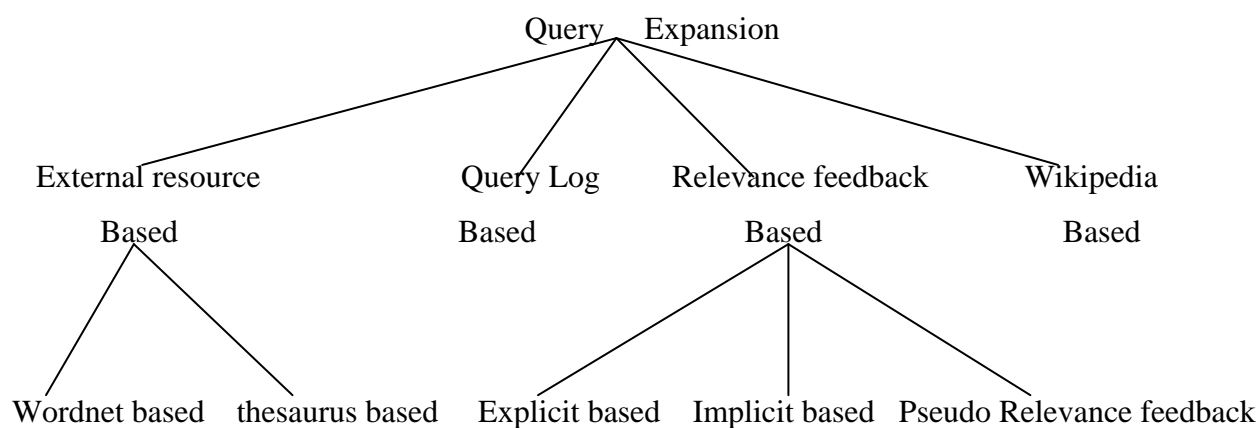 Query Expansion
External resource Query Log Relevance feedback Wikipedia
Based Based Based Based
Wordnet based thesaurus based Explicit based Implicit based Pseudo Relevance feedback